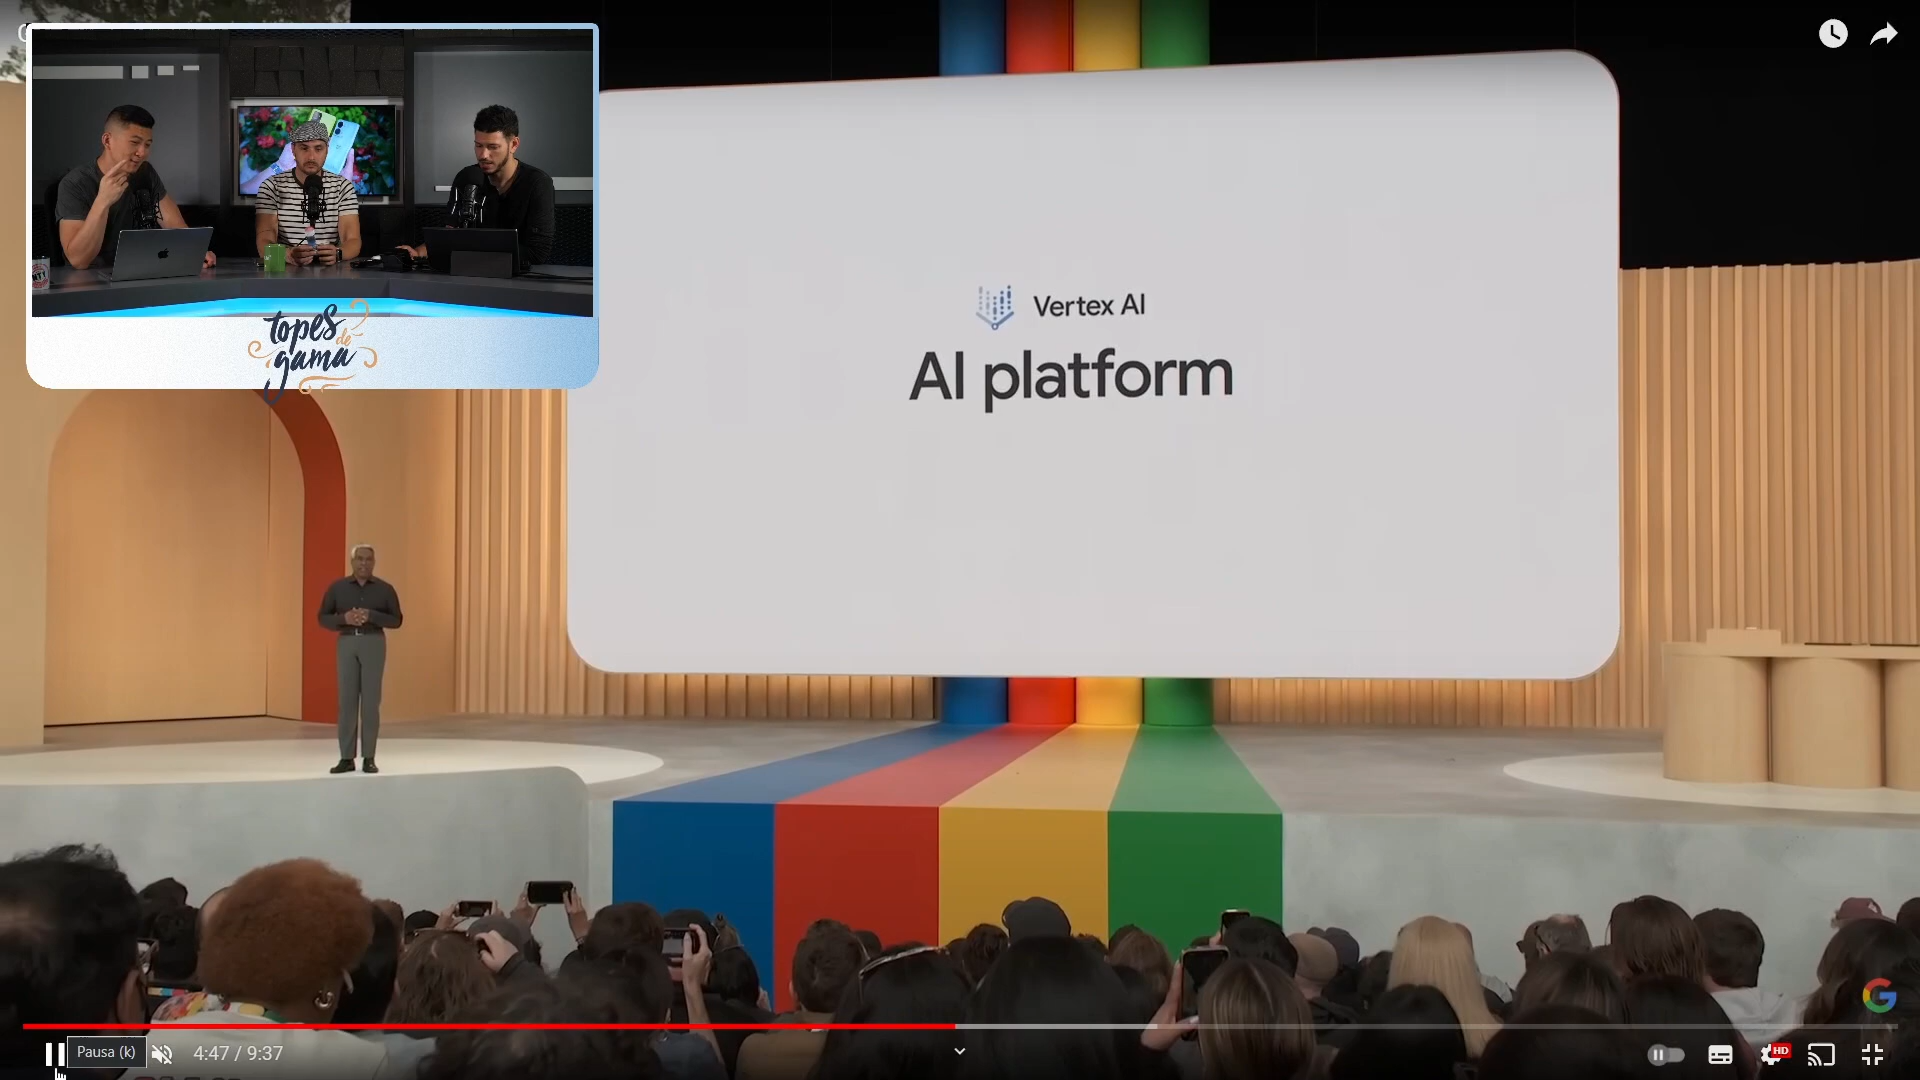 topes
de
gama
Vertex AI
AI platform
Pausa (k)
4:47 / 9:37
HD